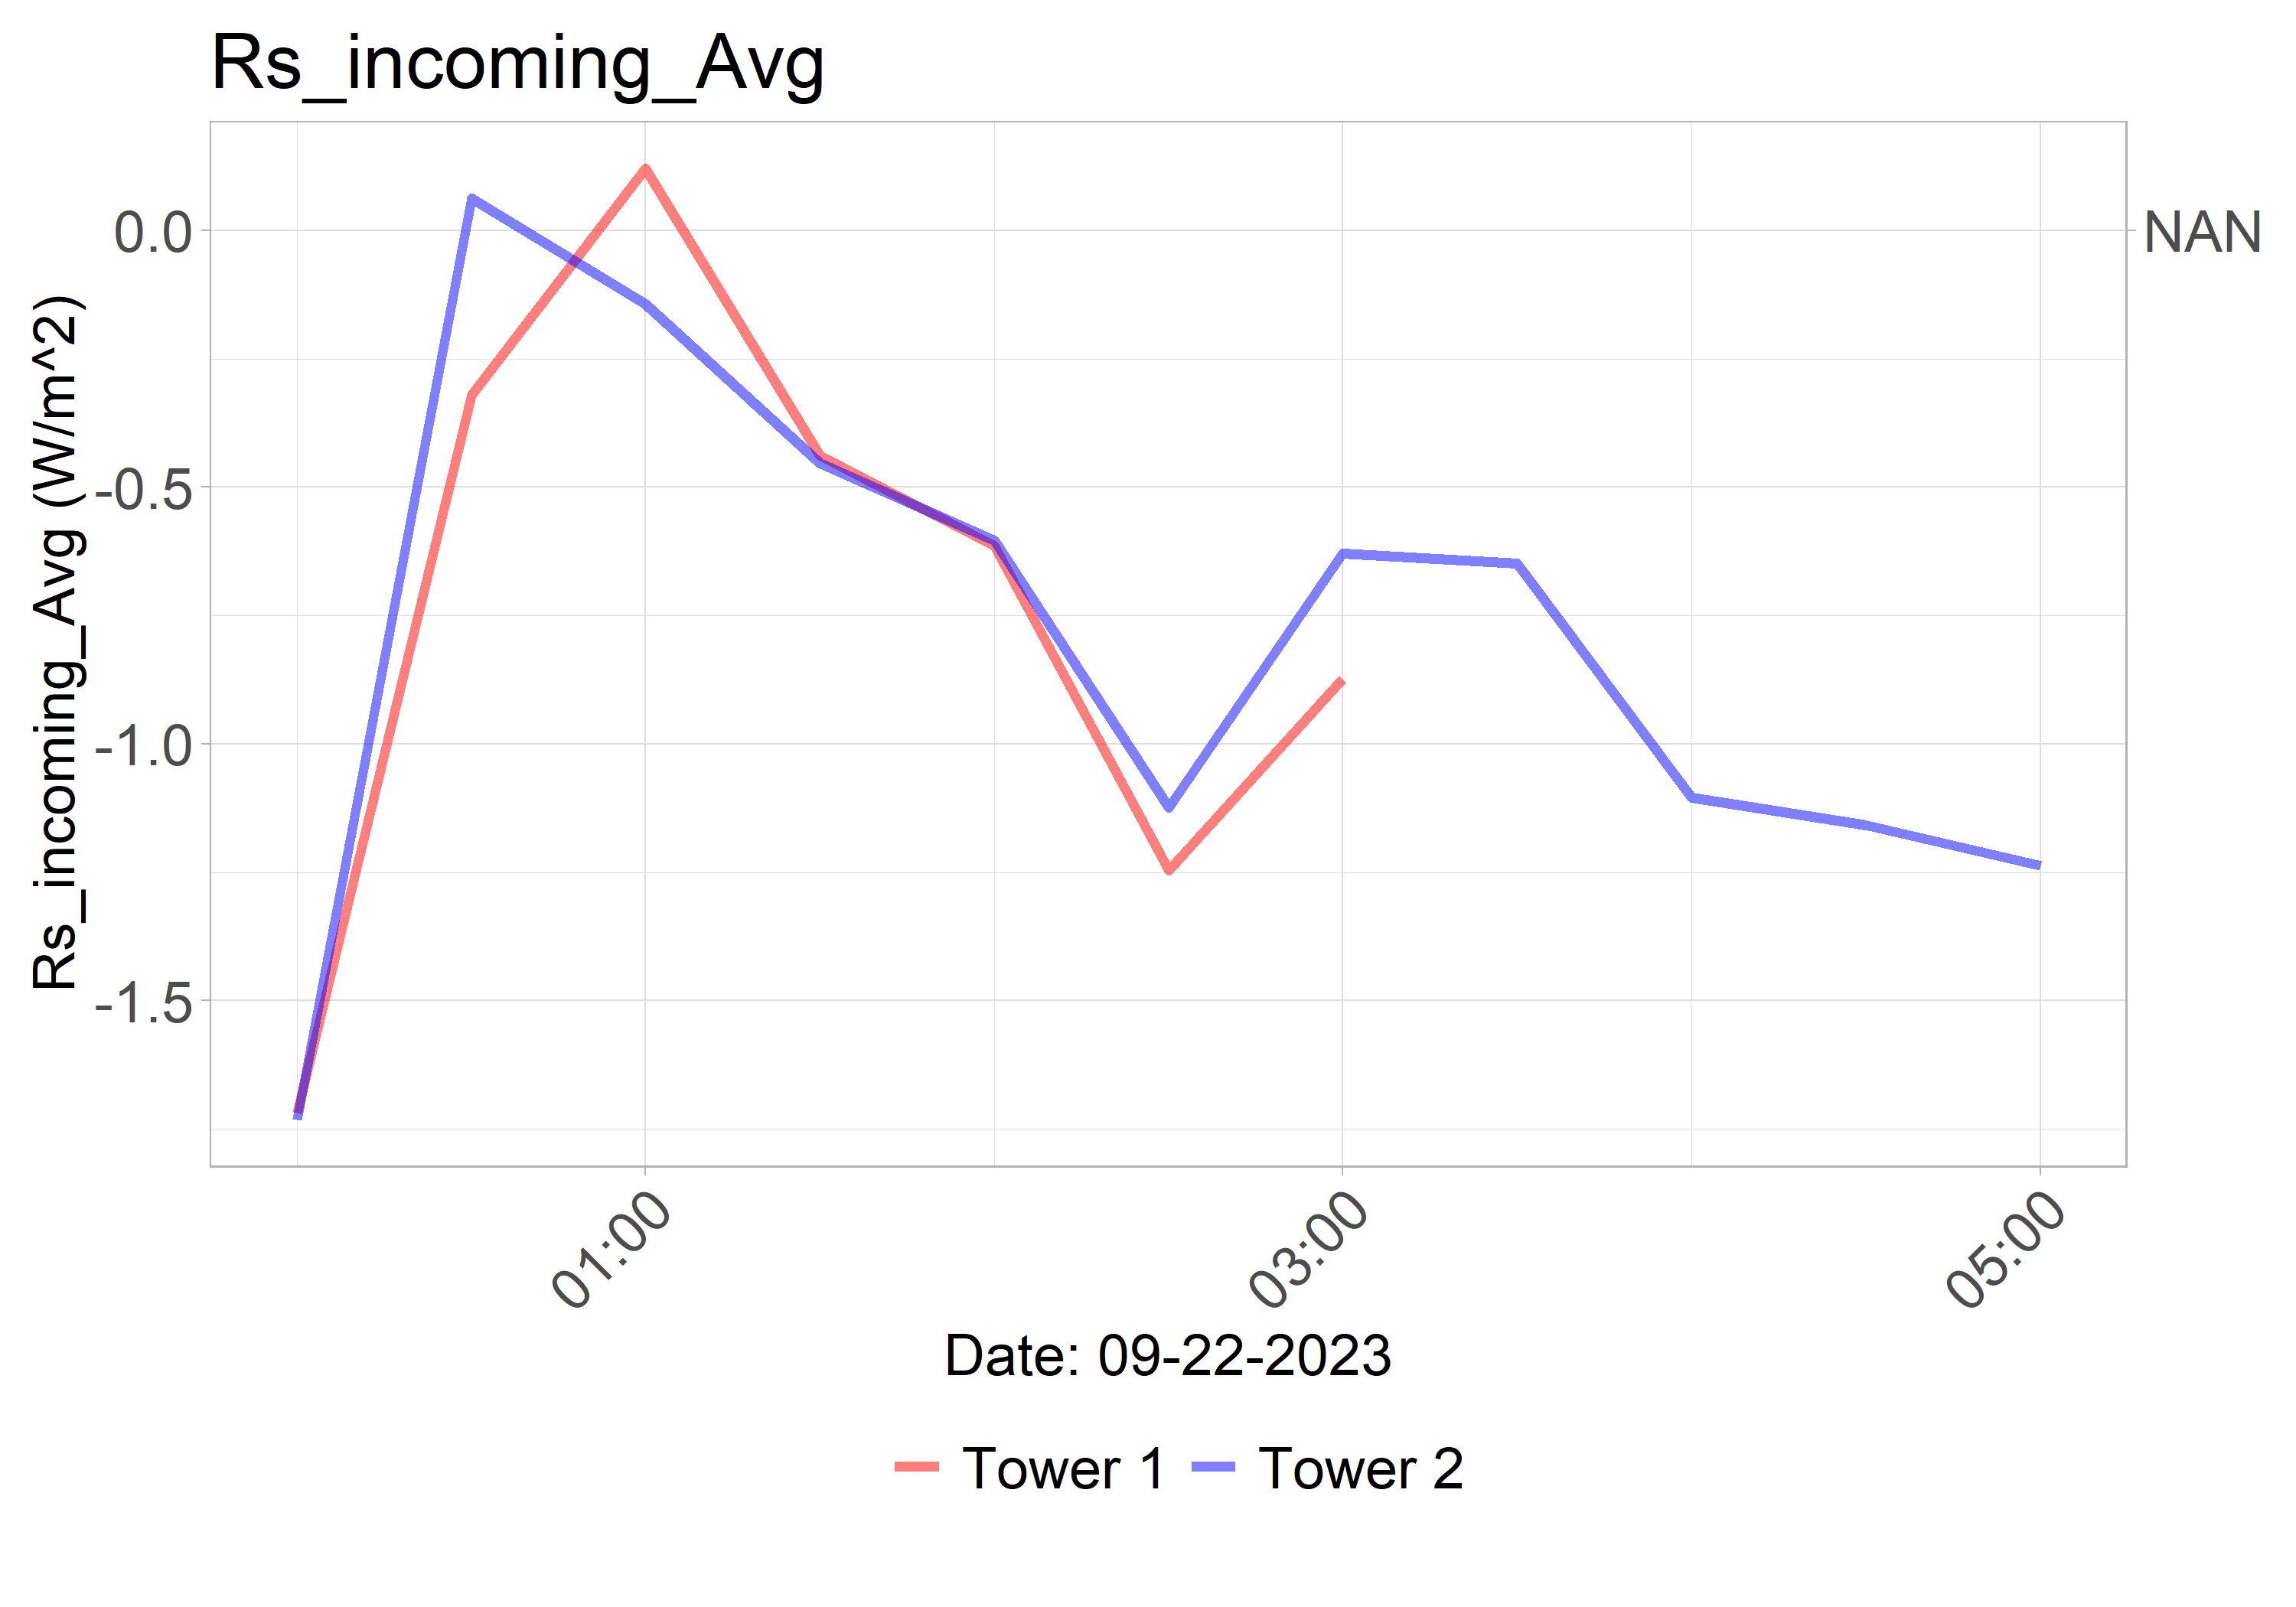 Rs_incoming_Avg
Rs_incoming_Avg (W/m^2)
0.0
-0.5
-1.0
-1.5
NAN
01:00
03:00
05:00
Date: 09-22-2023
Tower 1
Tower 2